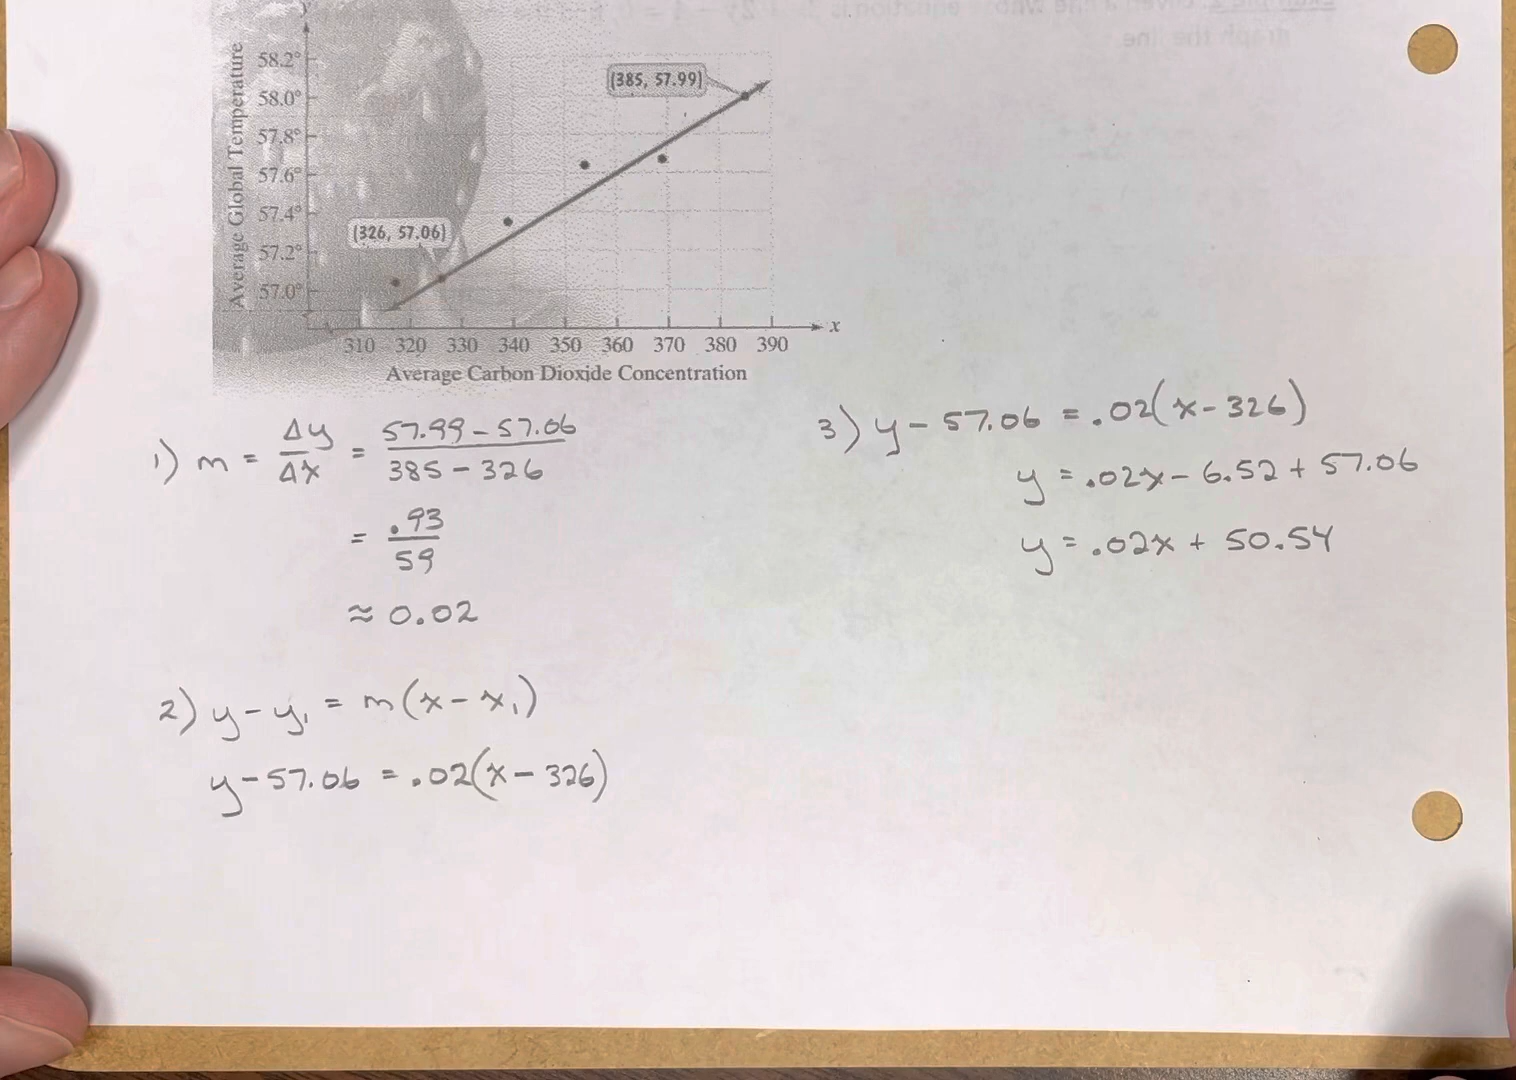 y
58.2°
58.0°
57.8°
57.6°
57.4°
57.2°
57.0°
Average Global Temperature
(385, 57.99)
(326, 57.06)
x
310 320 330 340 350 360 370 380 390
Average Carbon Dioxide Concentration
1) m = Δy/Δx = (57.99 - 57.06)/(385 - 326)
= .93/59
≈ 0.02
2) y - y₁ = m(x - x₁)
y - 57.06 = .02(x - 326)
3) y - 57.06 = .02(x - 326)
y = .02x - 6.52 + 57.06
y = .02x + 50.54